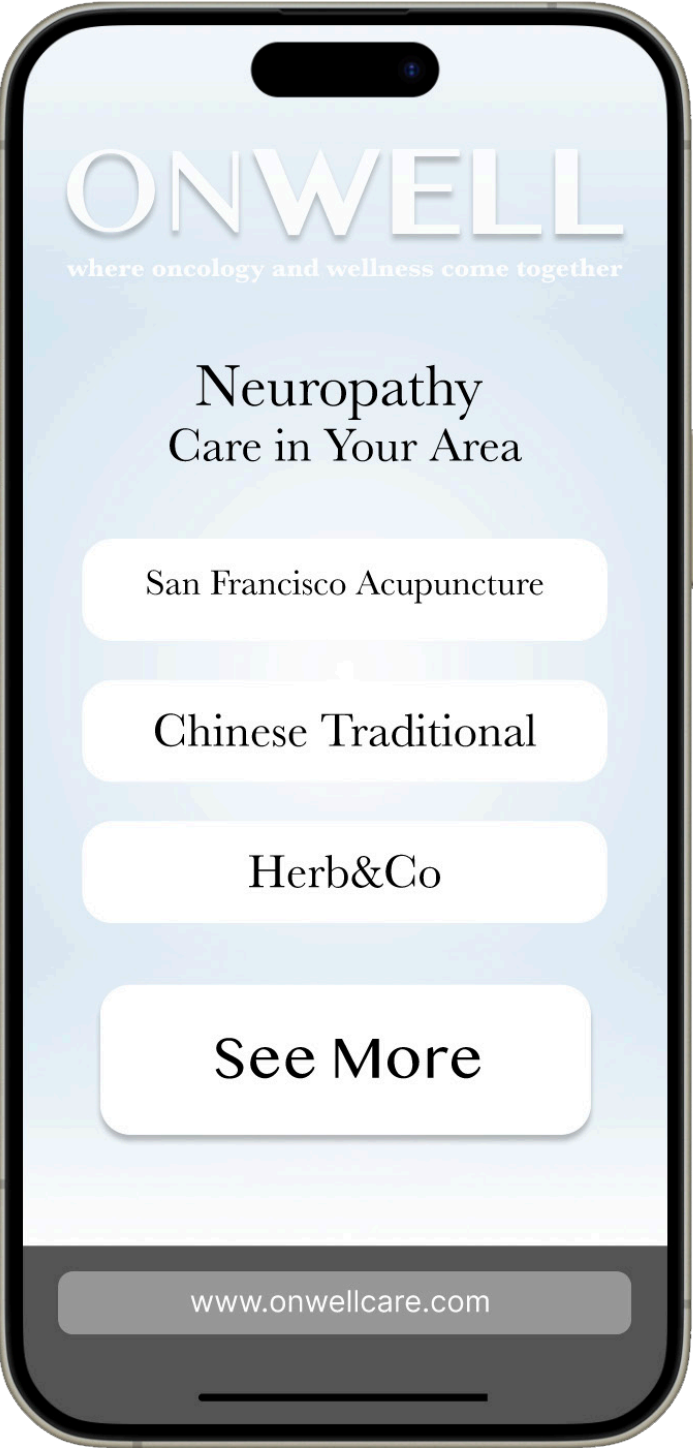 ONWELL
where oncology and wellness come together
Neuropathy
Care in Your Area
San Francisco Acupuncture
Chinese Traditional
Herb&Co
See More
www.onwellcare.com